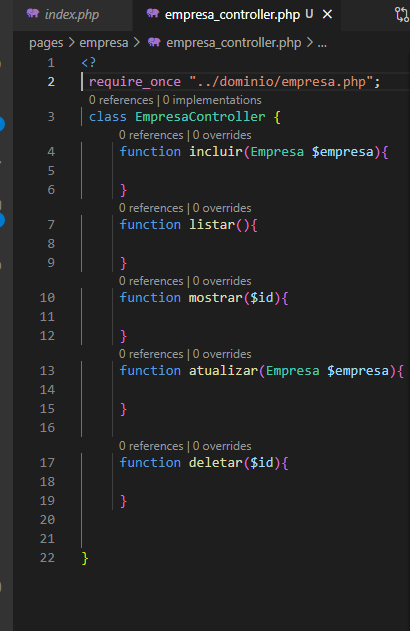 index.php
empresa_controller.php U ×
pages > empresa > empresa_controller.php > ...
1 <?
2 require_once "../dominio/empresa.php";
0 references | 0 implementations
3 class EmpresaController {
0 references | 0 overrides
4 function incluir(Empresa $empresa){
5
6 }
0 references | 0 overrides
7 function listar(){
8
9 }
0 references | 0 overrides
10 function mostrar($id){
11
12 }
0 references | 0 overrides
13 function atualizar(Empresa $empresa){
14
15 }
16
0 references | 0 overrides
17 function deletar($id){
18
19 }
20
21
22 }